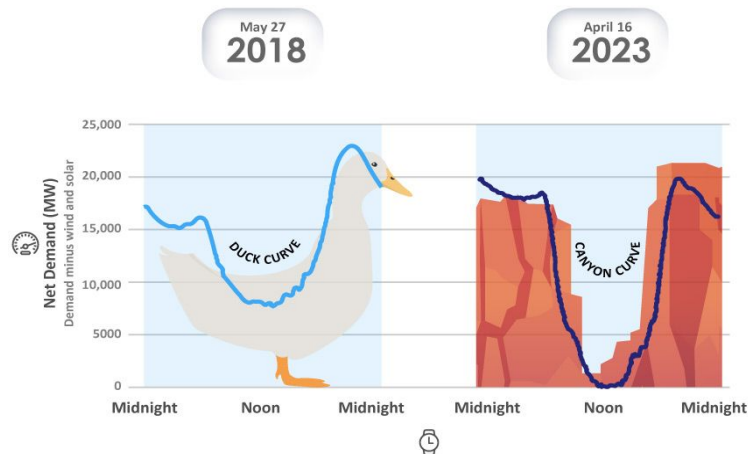 May 27
2018
April 16
2023
Net Demand (MW)
Demand minus wind and solar
25,000
20,000
15,000
10,000
5000
0
DUCK CURVE
CANYON CURVE
Midnight
Noon
Midnight
Midnight
Noon
Midnight